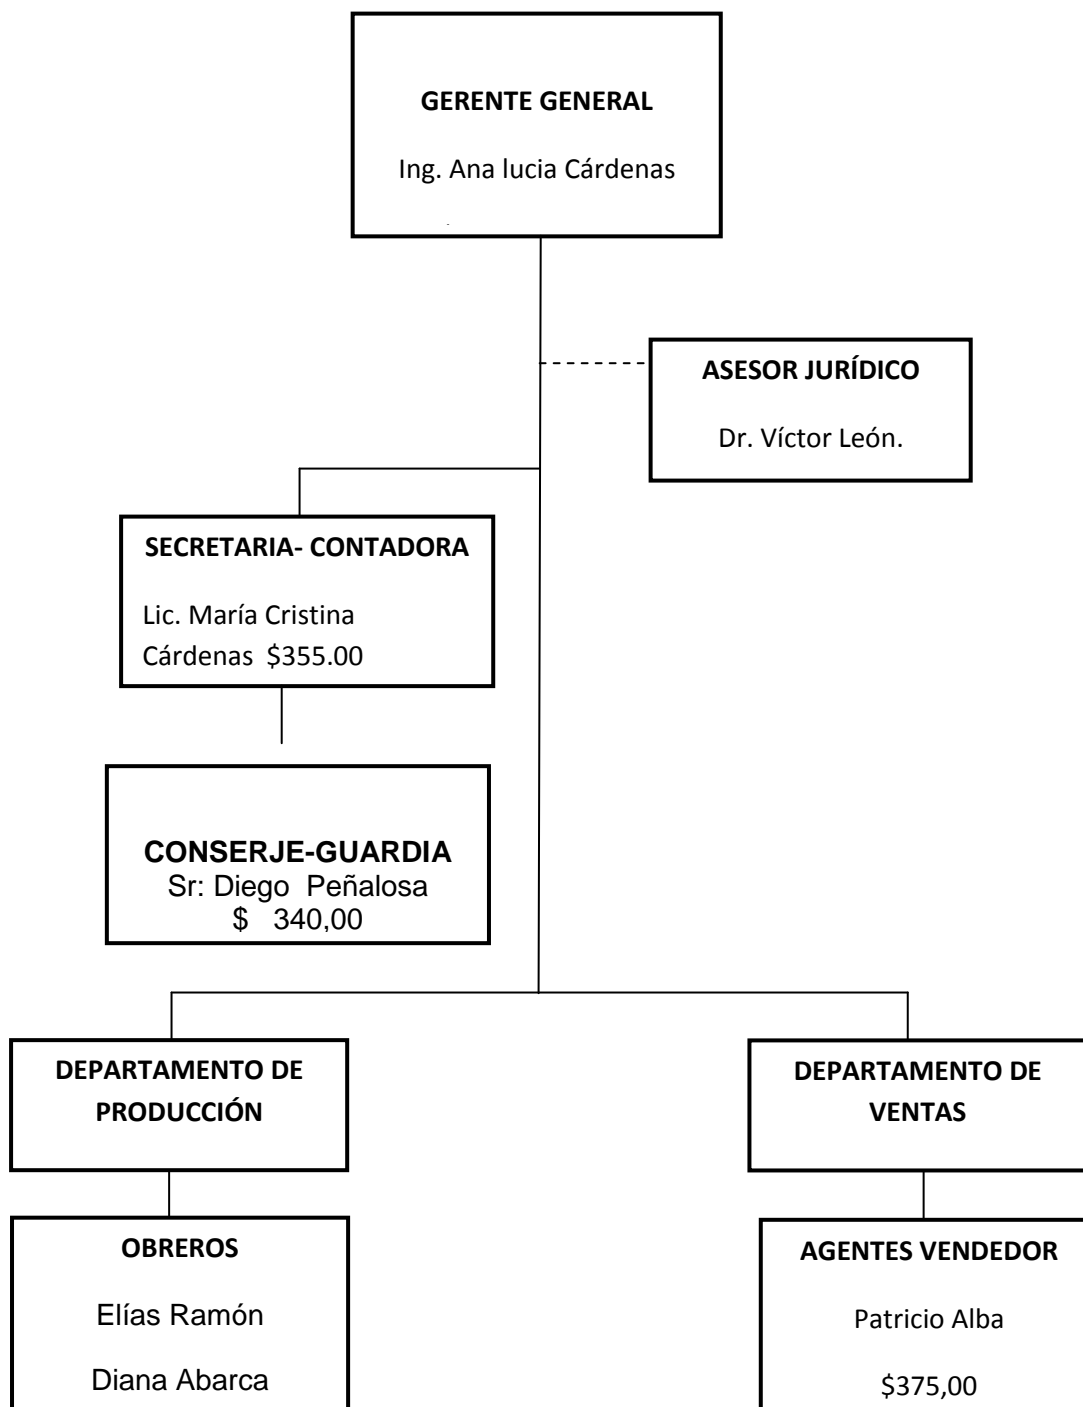 GERENTE GENERAL
Ing. Ana lucia Cárdenas
ASESOR JURÍDICO
Dr. Víctor León.
SECRETARIA- CONTADORA
Lic. María Cristina
Cárdenas $355.00
CONSERJE-GUARDIA
Sr: Diego Peñalosa
$ 340,00
DEPARTAMENTO DE
PRODUCCIÓN
DEPARTAMENTO DE
VENTAS
OBREROS
Elías Ramón
Diana Abarca
AGENTES VENDEDOR
Patricio Alba
$375,00